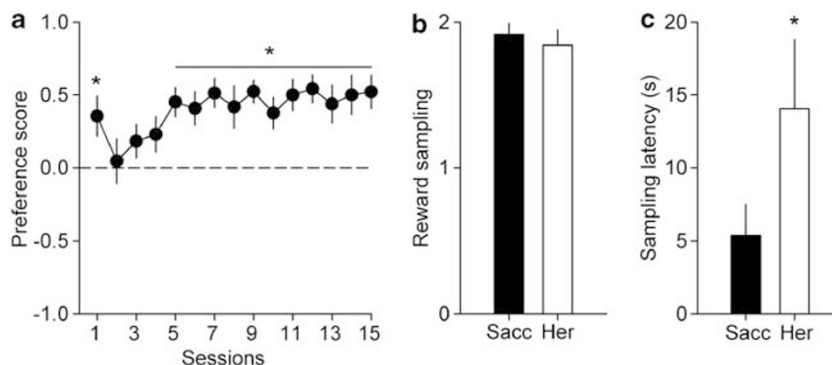 a
*
*
1.0
0.5
0.0
-0.5
-1.0
Preference score
1 3 5 7 9 11 13 15
Sessions
b
2
1
0
Reward sampling
Sacc Her
c
*
20
15
10
5
0
Sampling latency (s)
Sacc Her